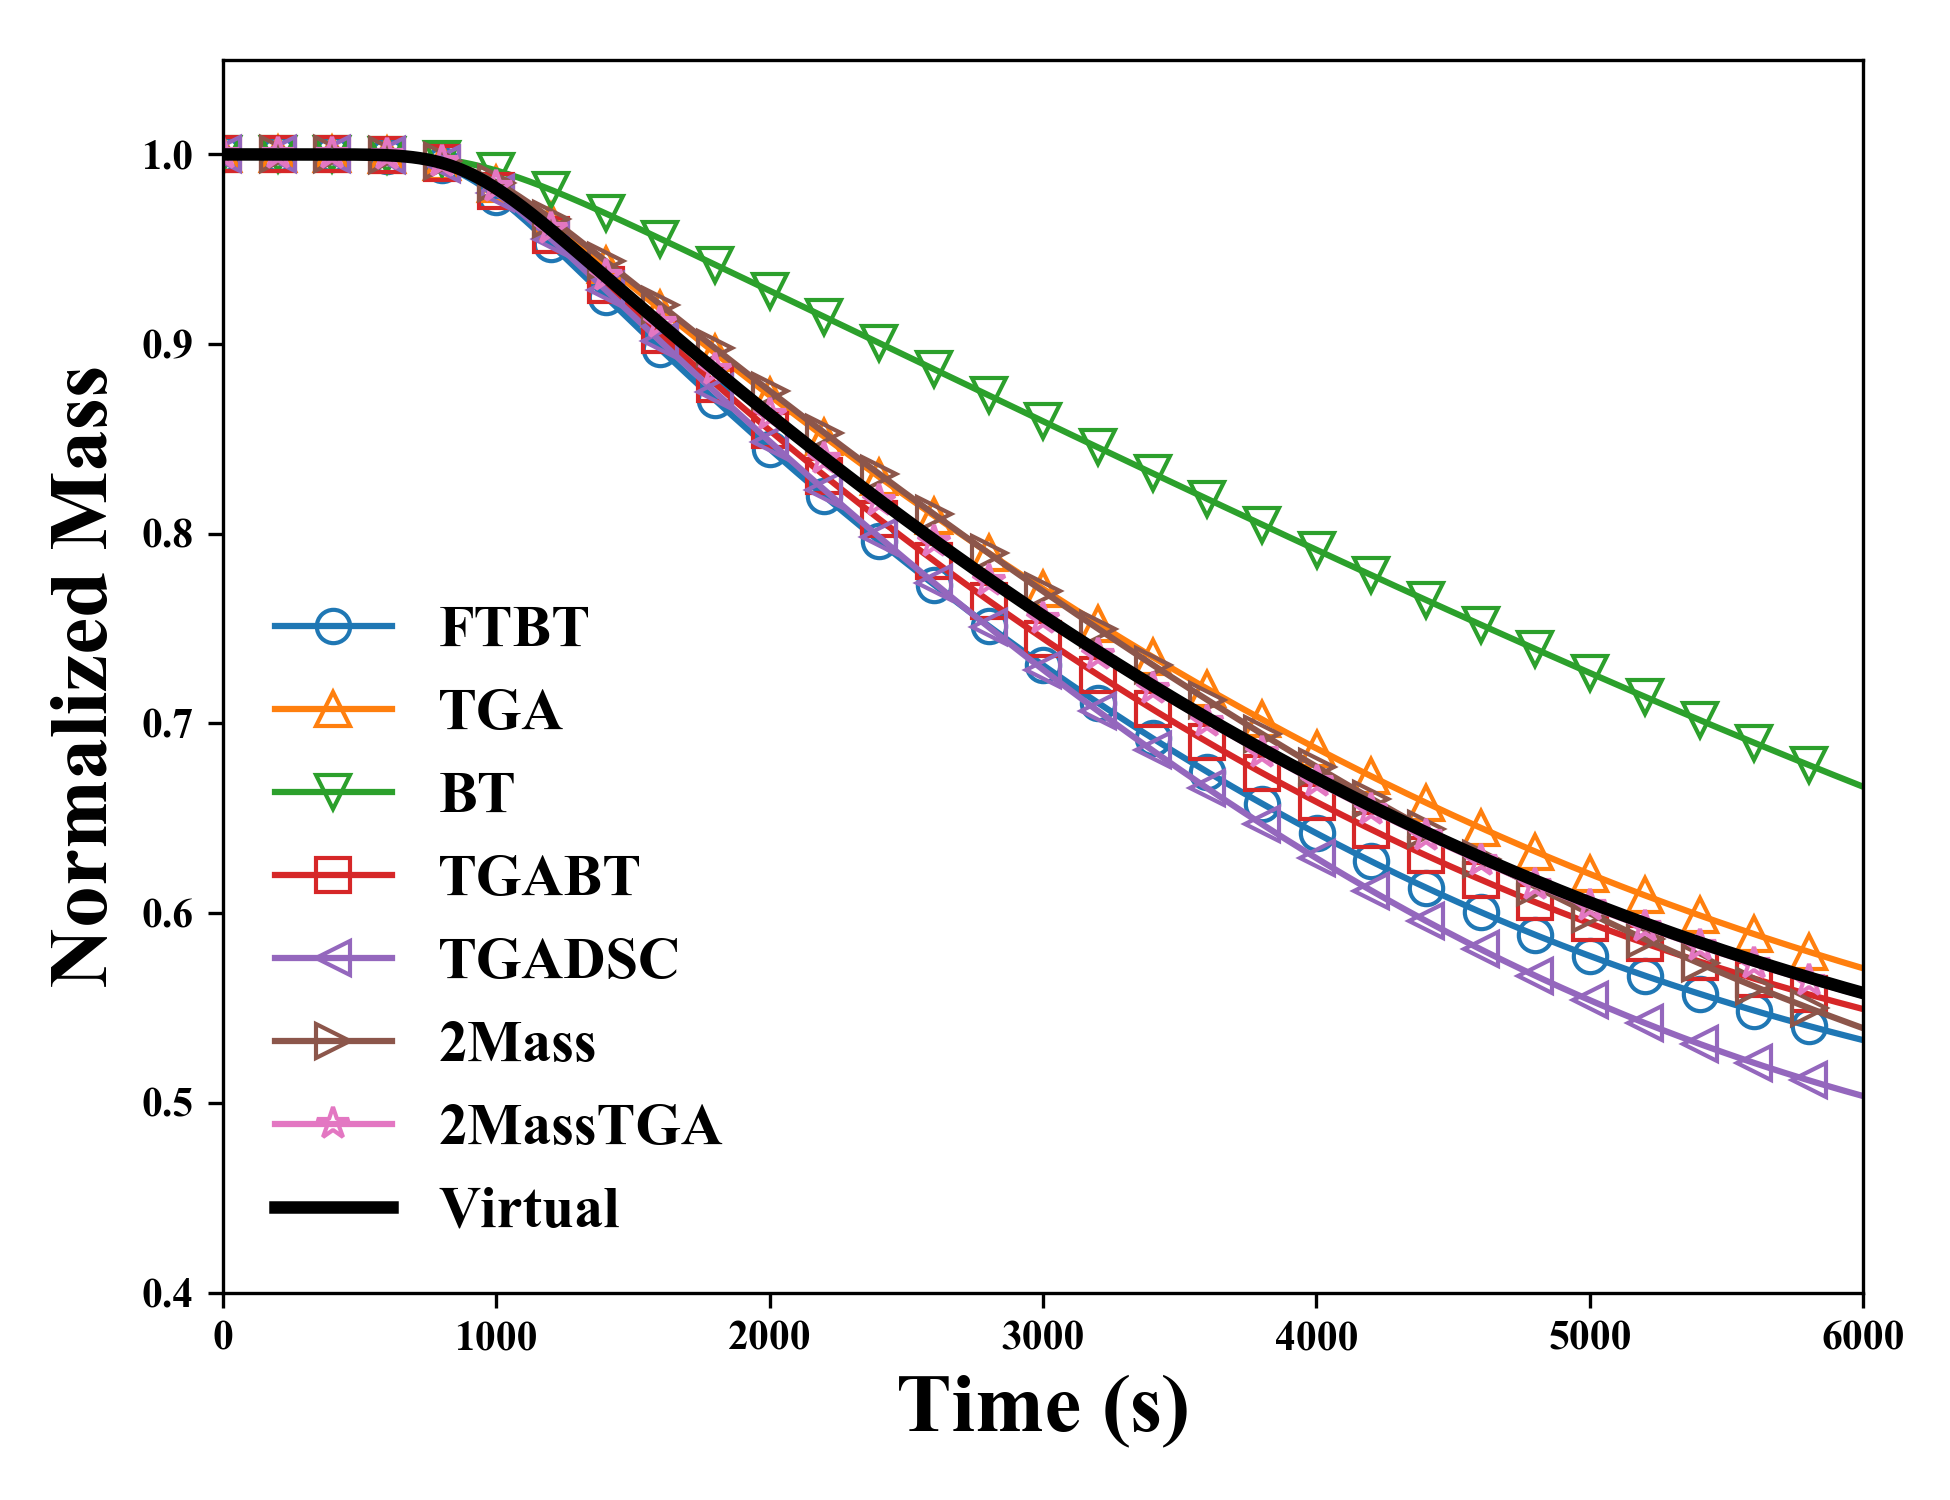 Normalized Mass
1.0
0.9
0.8
0.7
0.6
0.5
0.4
FTBT
TGA
BT
TGABT
TGADSC
2Mass
2MassTGA
Virtual
0 1000 2000 3000 4000 5000 6000
Time (s)